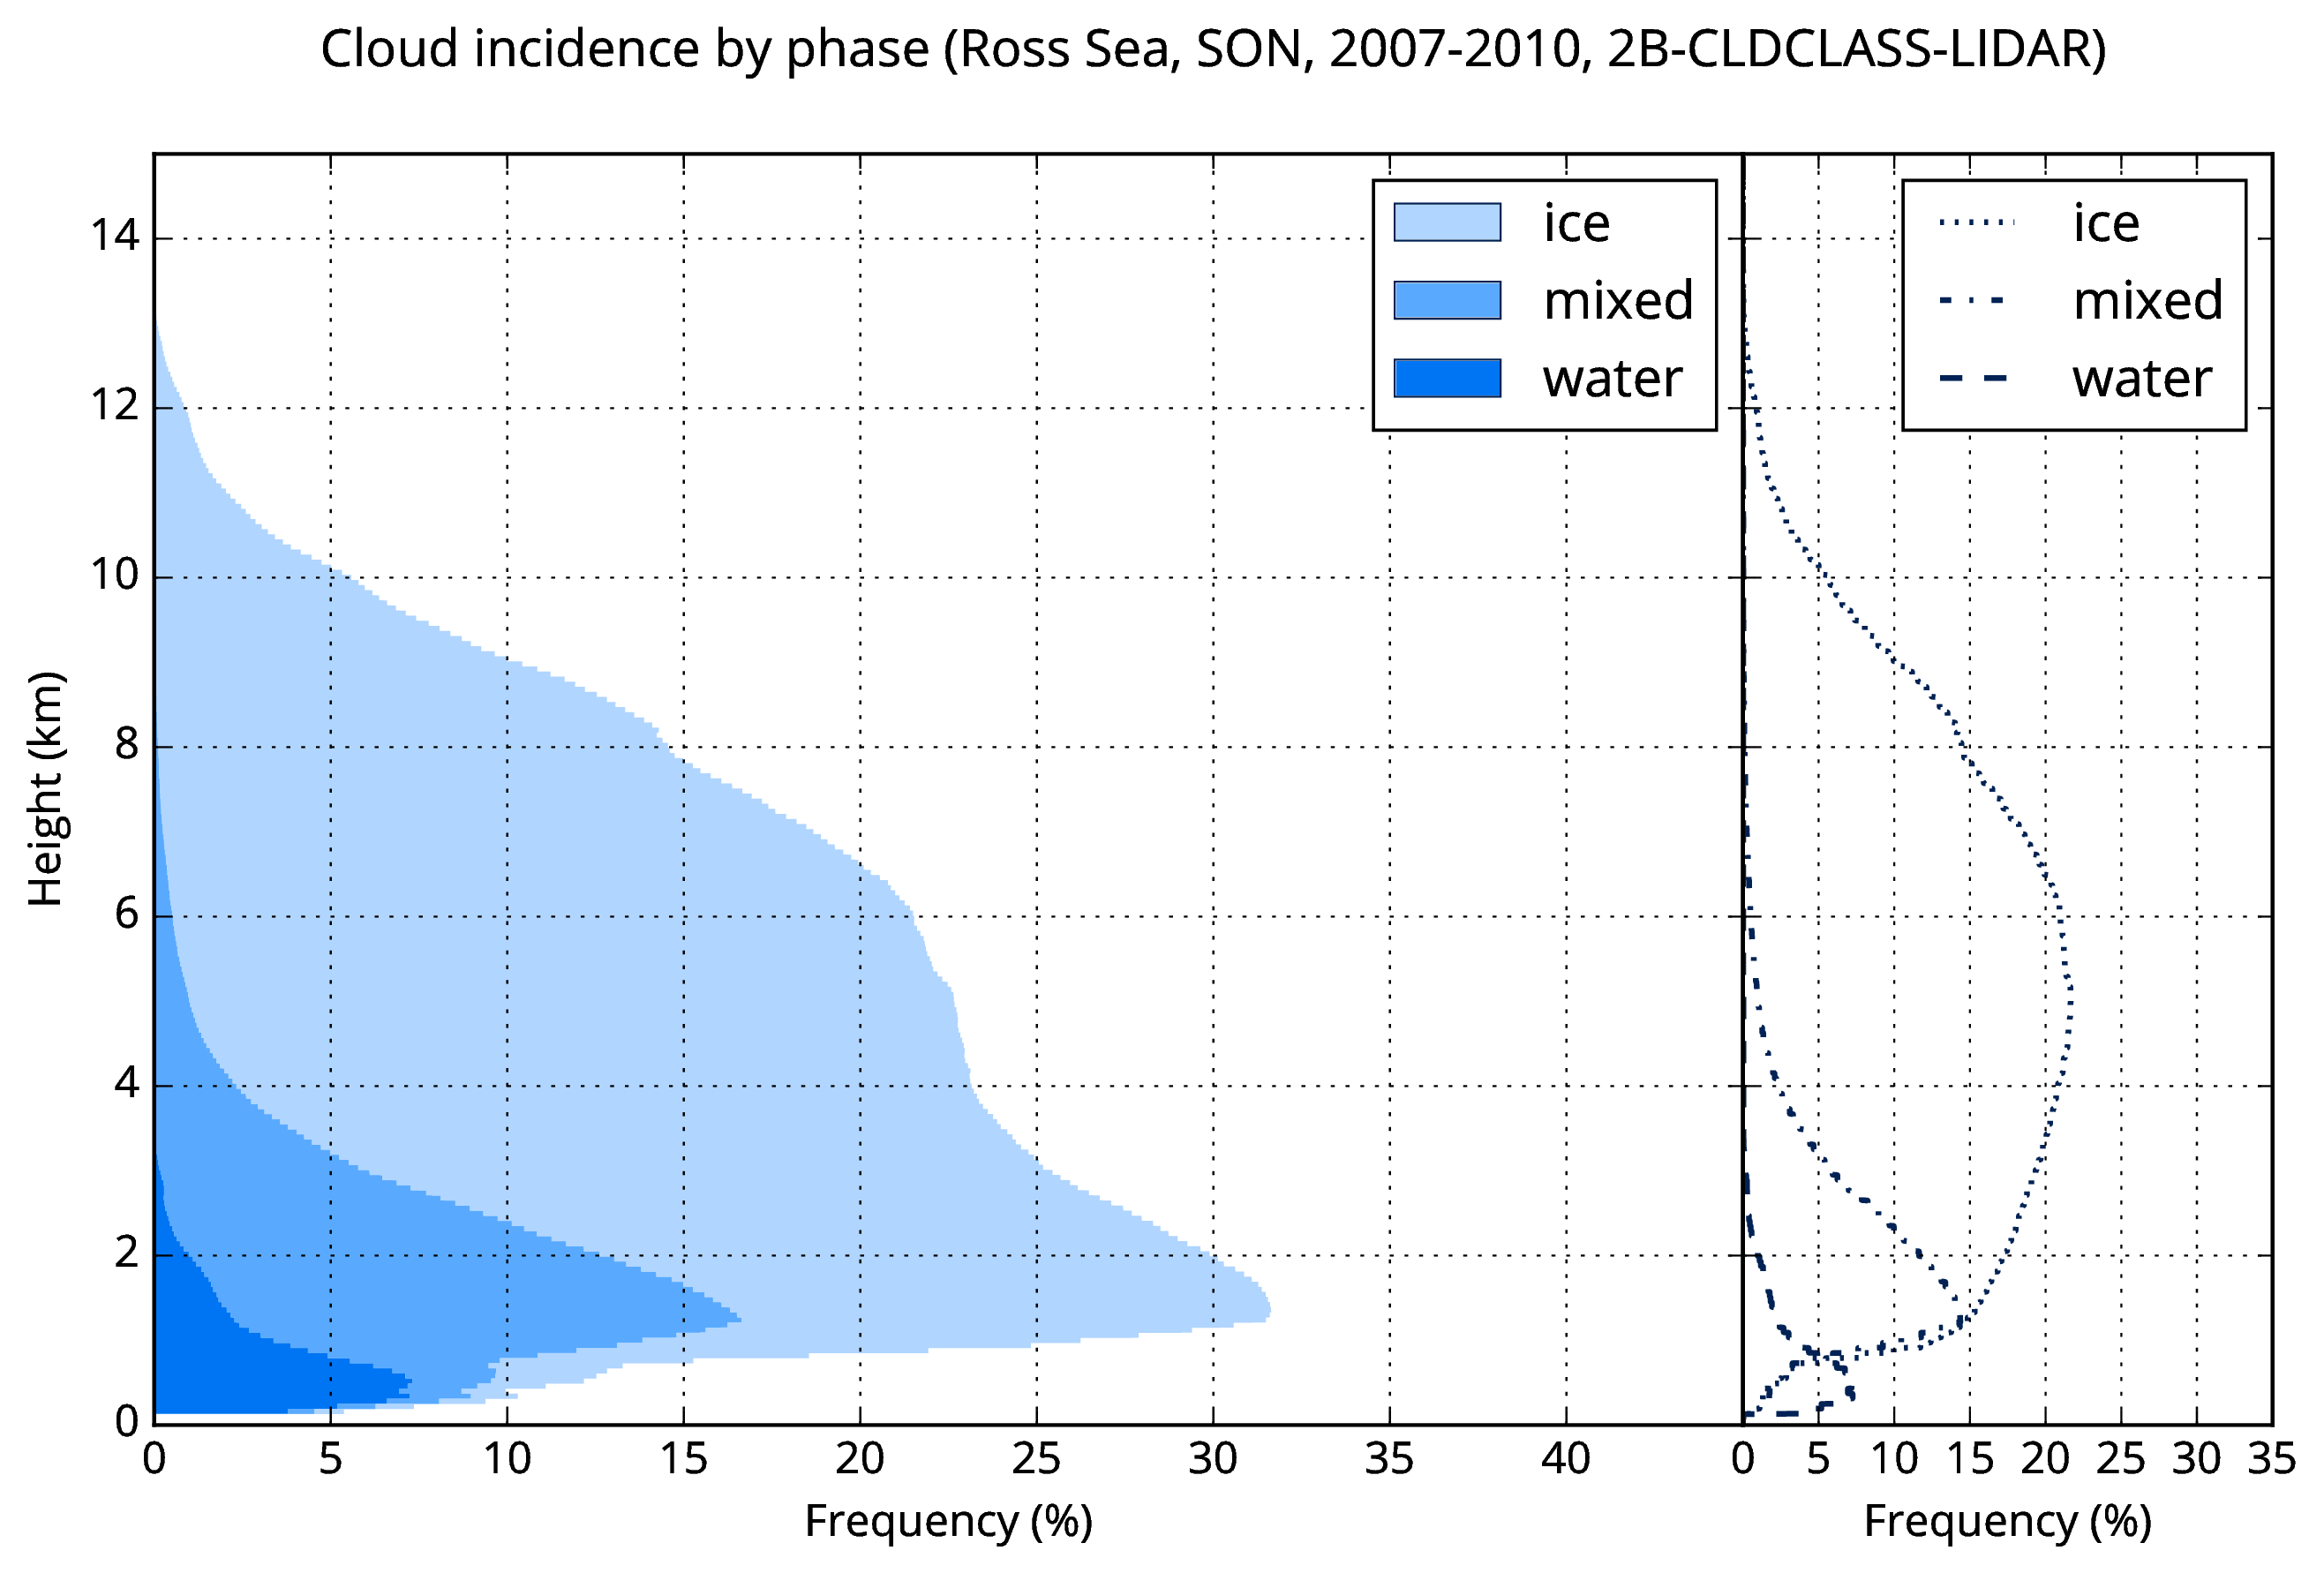 Cloud incidence by phase (Ross Sea, SON, 2007-2010, 2B-CLDCLASS-LIDAR)
ice
mixed
water
ice
mixed
water
14
12
10
8
6
4
2
0
Height (km)
0 5 10 15 20 25 30 35 40
0 5 10 15 20 25 30 35
Frequency (%)
Frequency (%)